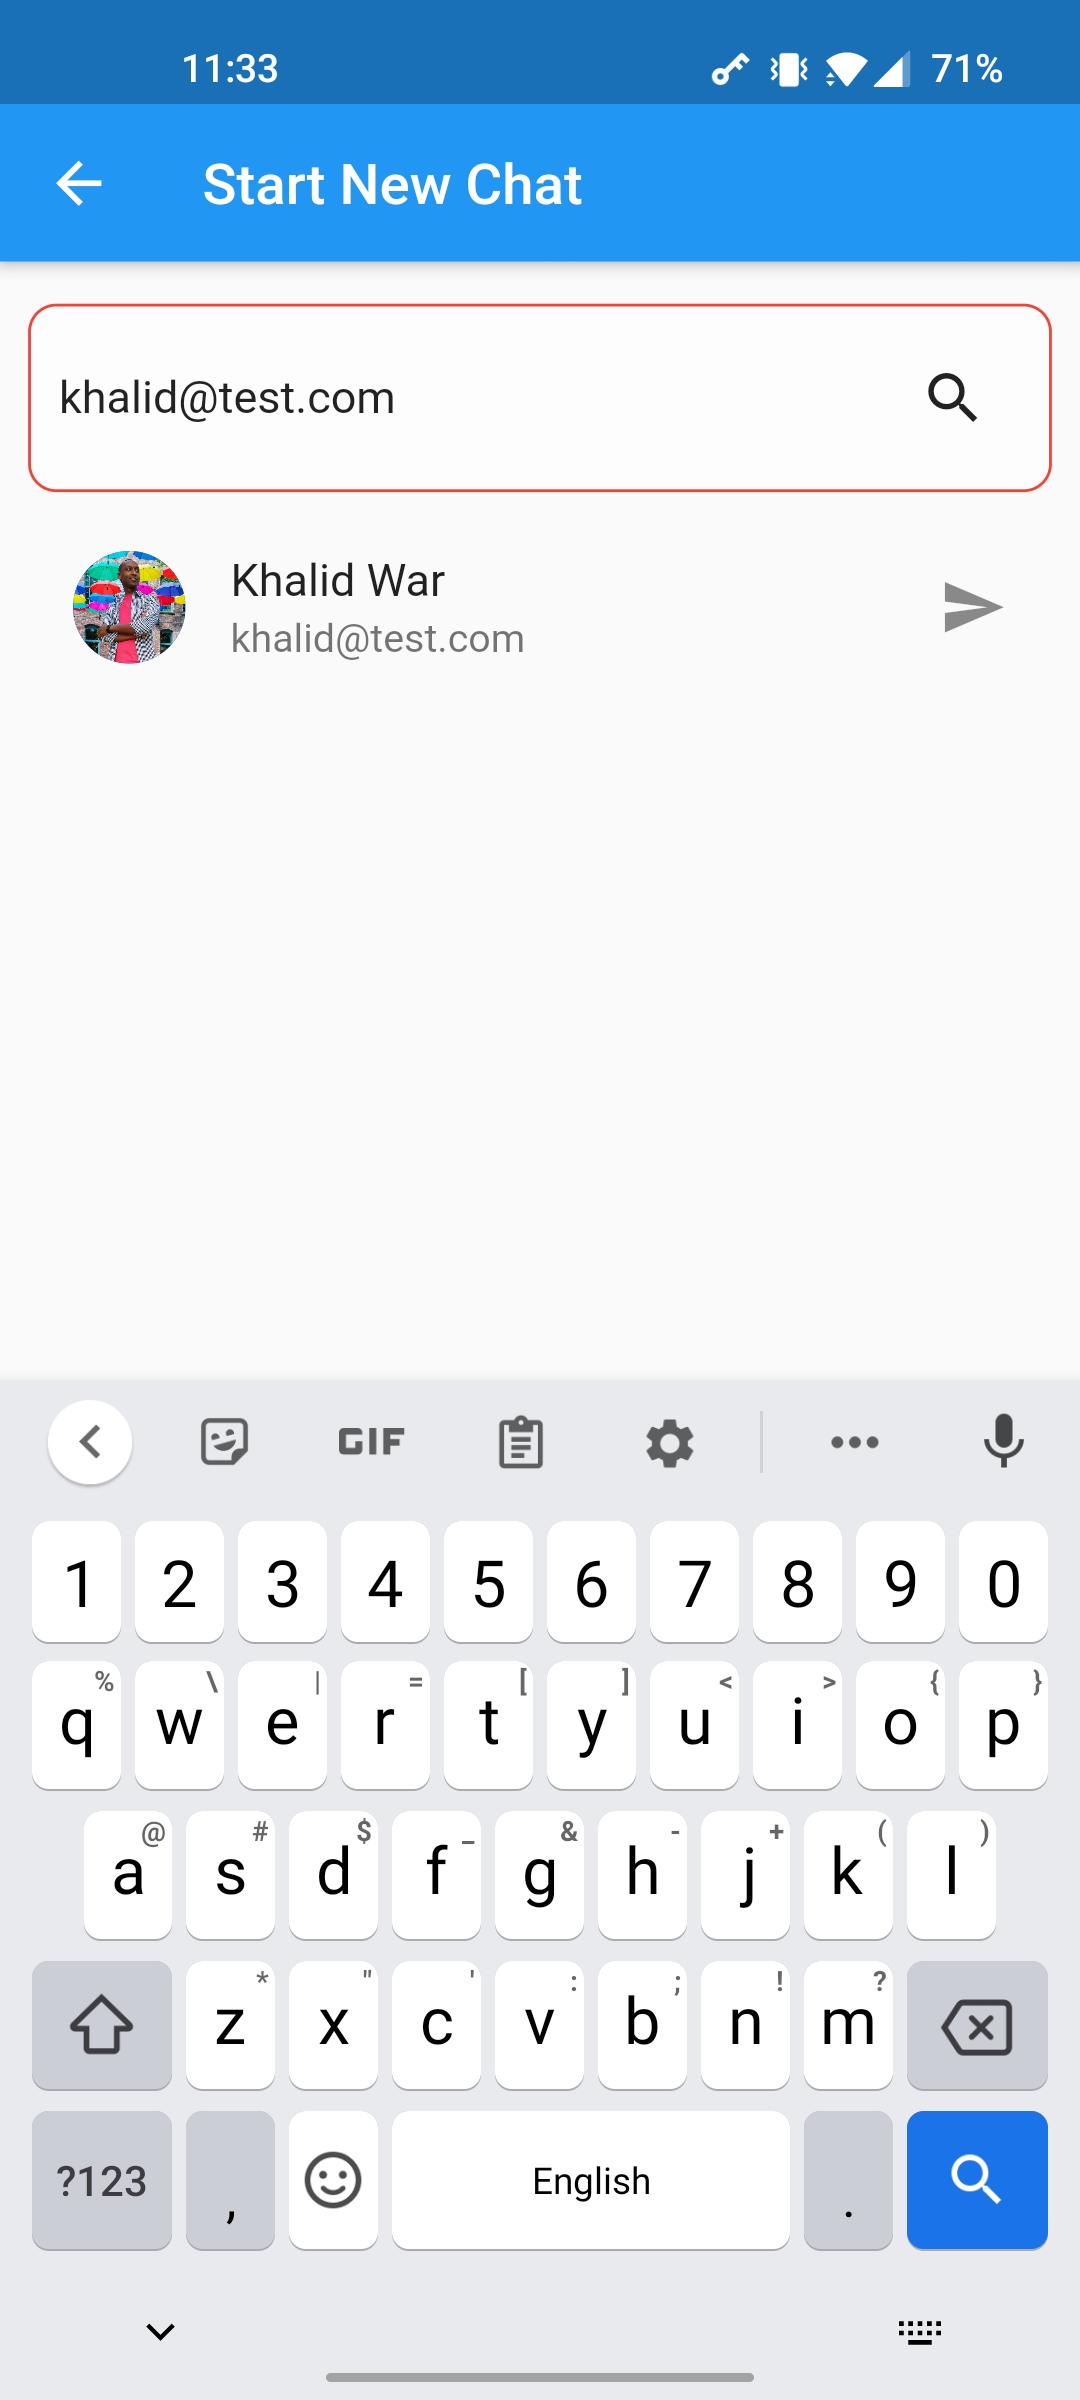 11:33 71%
Start New Chat
khalid@test.com
Khalid War
khalid@test.com
GIF
1 2 3 4 5 6 7 8 9 0
% \ | = [ ] < > { }
q w e r t y u i o p
@ # $ _ & - + ( )
a s d f g h j k l
* " ' : ; ! ?
z x c v b n m
?123 , English .